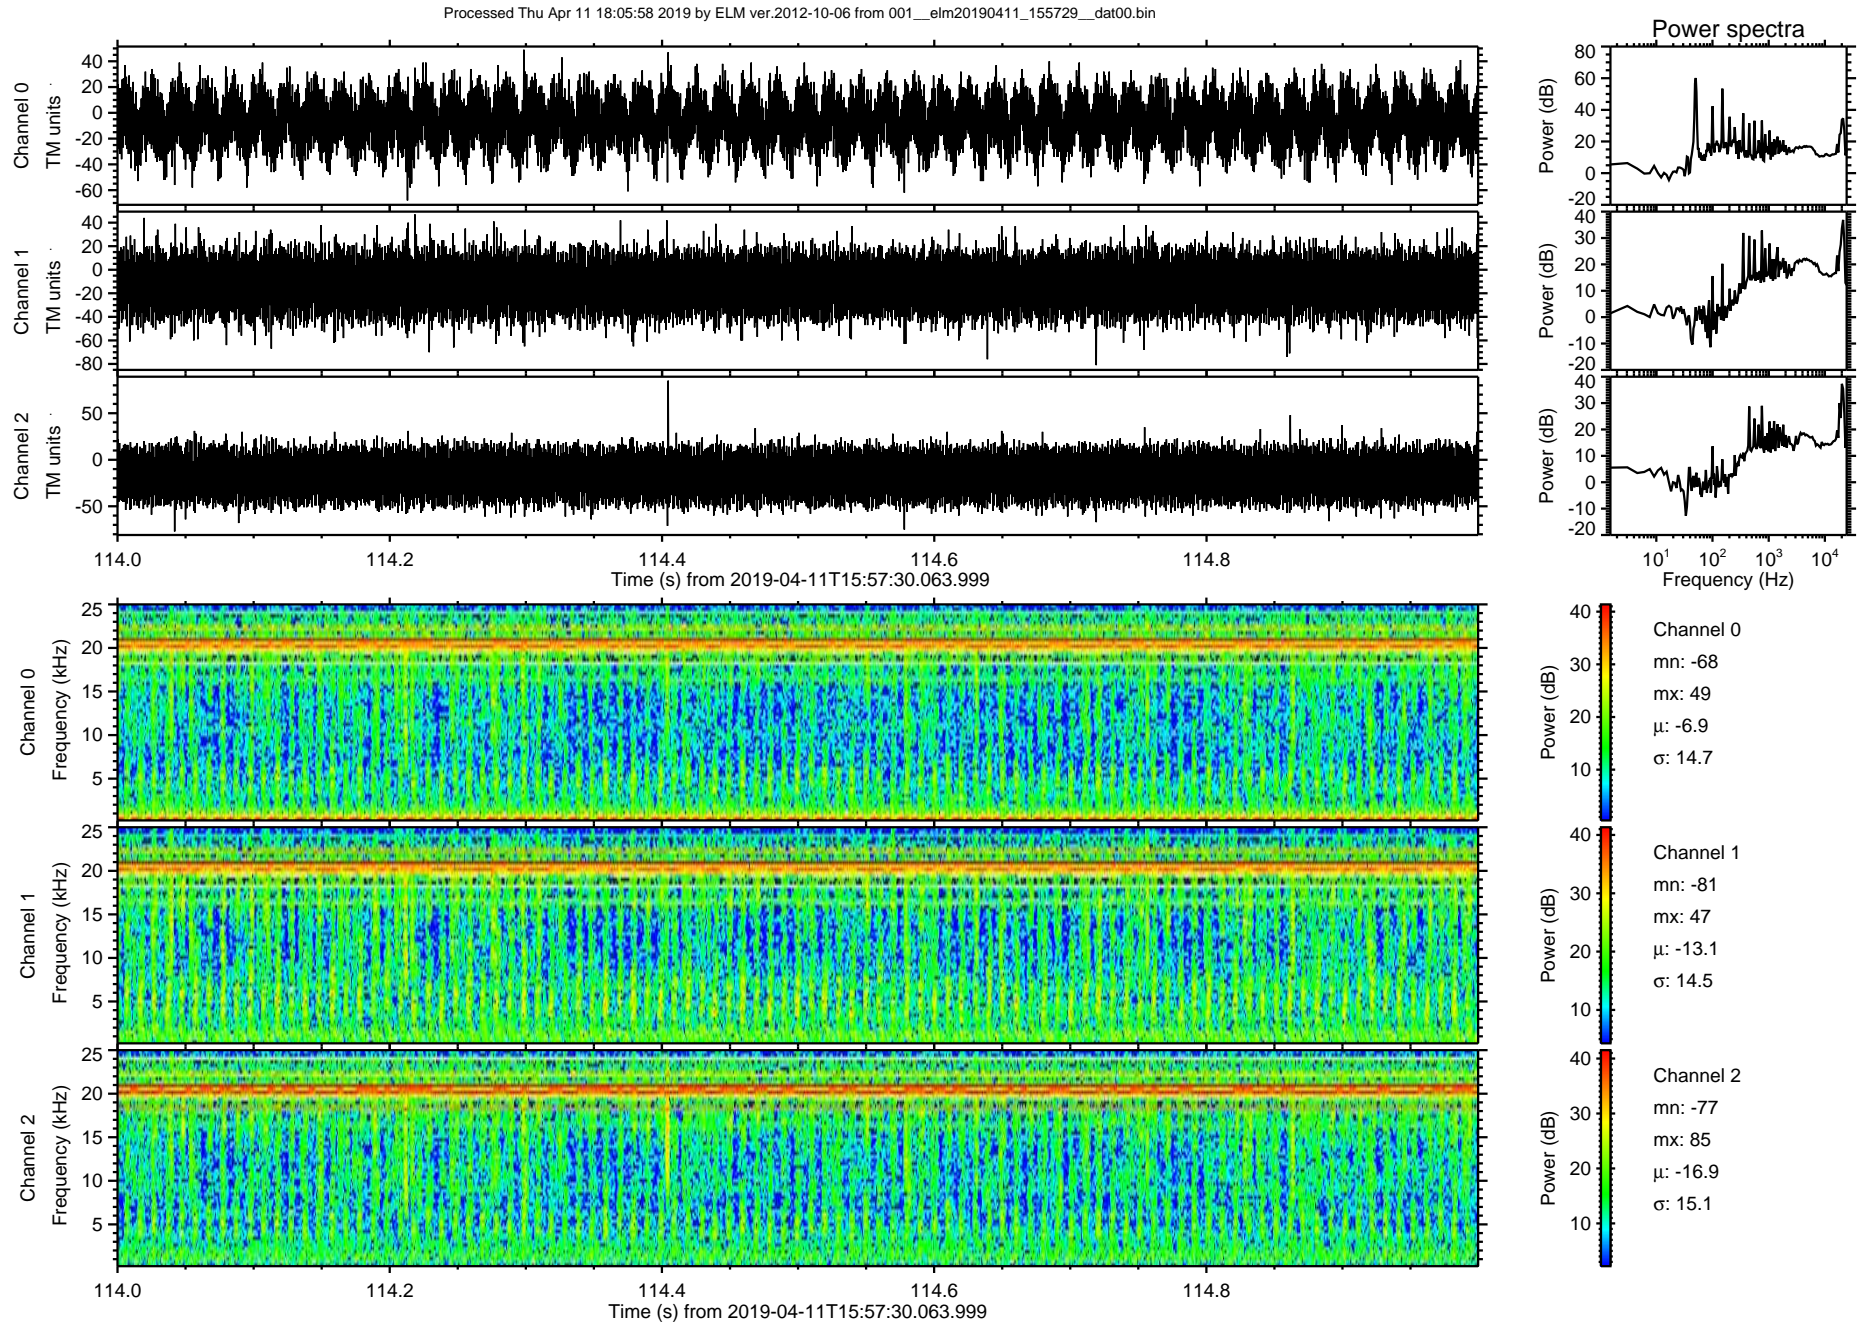 Processed Thu Apr 11 18:05:58 2019 by ELM ver.2012-10-06 from 001__elm20190411_155729__dat00.bin
Power spectra
Channel 0
TM units
40
20
0
-20
-40
-60
Power (dB)
80
60
40
20
0
-20
Channel 1
TM units
40
20
0
-20
-40
-60
-80
Power (dB)
40
30
20
10
0
-10
-20
Channel 2
TM units
50
0
-50
Power (dB)
40
30
20
10
0
-10
-20
114.0 114.2 114.4 114.6 114.8
Time (s) from 2019-04-11T15:57:30.063.999
10^1 10^2 10^3 10^4
Frequency (Hz)
Channel 0
Frequency (kHz)
25
20
15
10
5
Power (dB)
40
30
20
10
Channel 0
mn: -68
mx: 49
μ: -6.9
σ: 14.7
Channel 1
Frequency (kHz)
25
20
15
10
5
Power (dB)
40
30
20
10
Channel 1
mn: -81
mx: 47
μ: -13.1
σ: 14.5
Channel 2
Frequency (kHz)
25
20
15
10
5
Power (dB)
40
30
20
10
Channel 2
mn: -77
mx: 85
μ: -16.9
σ: 15.1
114.0 114.2 114.4 114.6 114.8
Time (s) from 2019-04-11T15:57:30.063.999